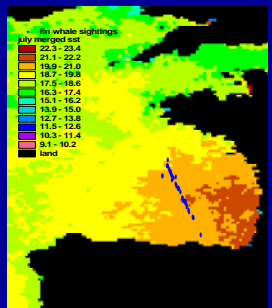 fin whale sightings
july merged sst
22.3 - 23.4
21.1 - 22.2
19.9 - 21.0
18.7 - 19.8
17.5 - 18.6
16.3 - 17.4
15.1 - 16.2
13.9 - 15.0
12.7 - 13.8
11.5 - 12.6
10.3 - 11.4
9.1 - 10.2
land